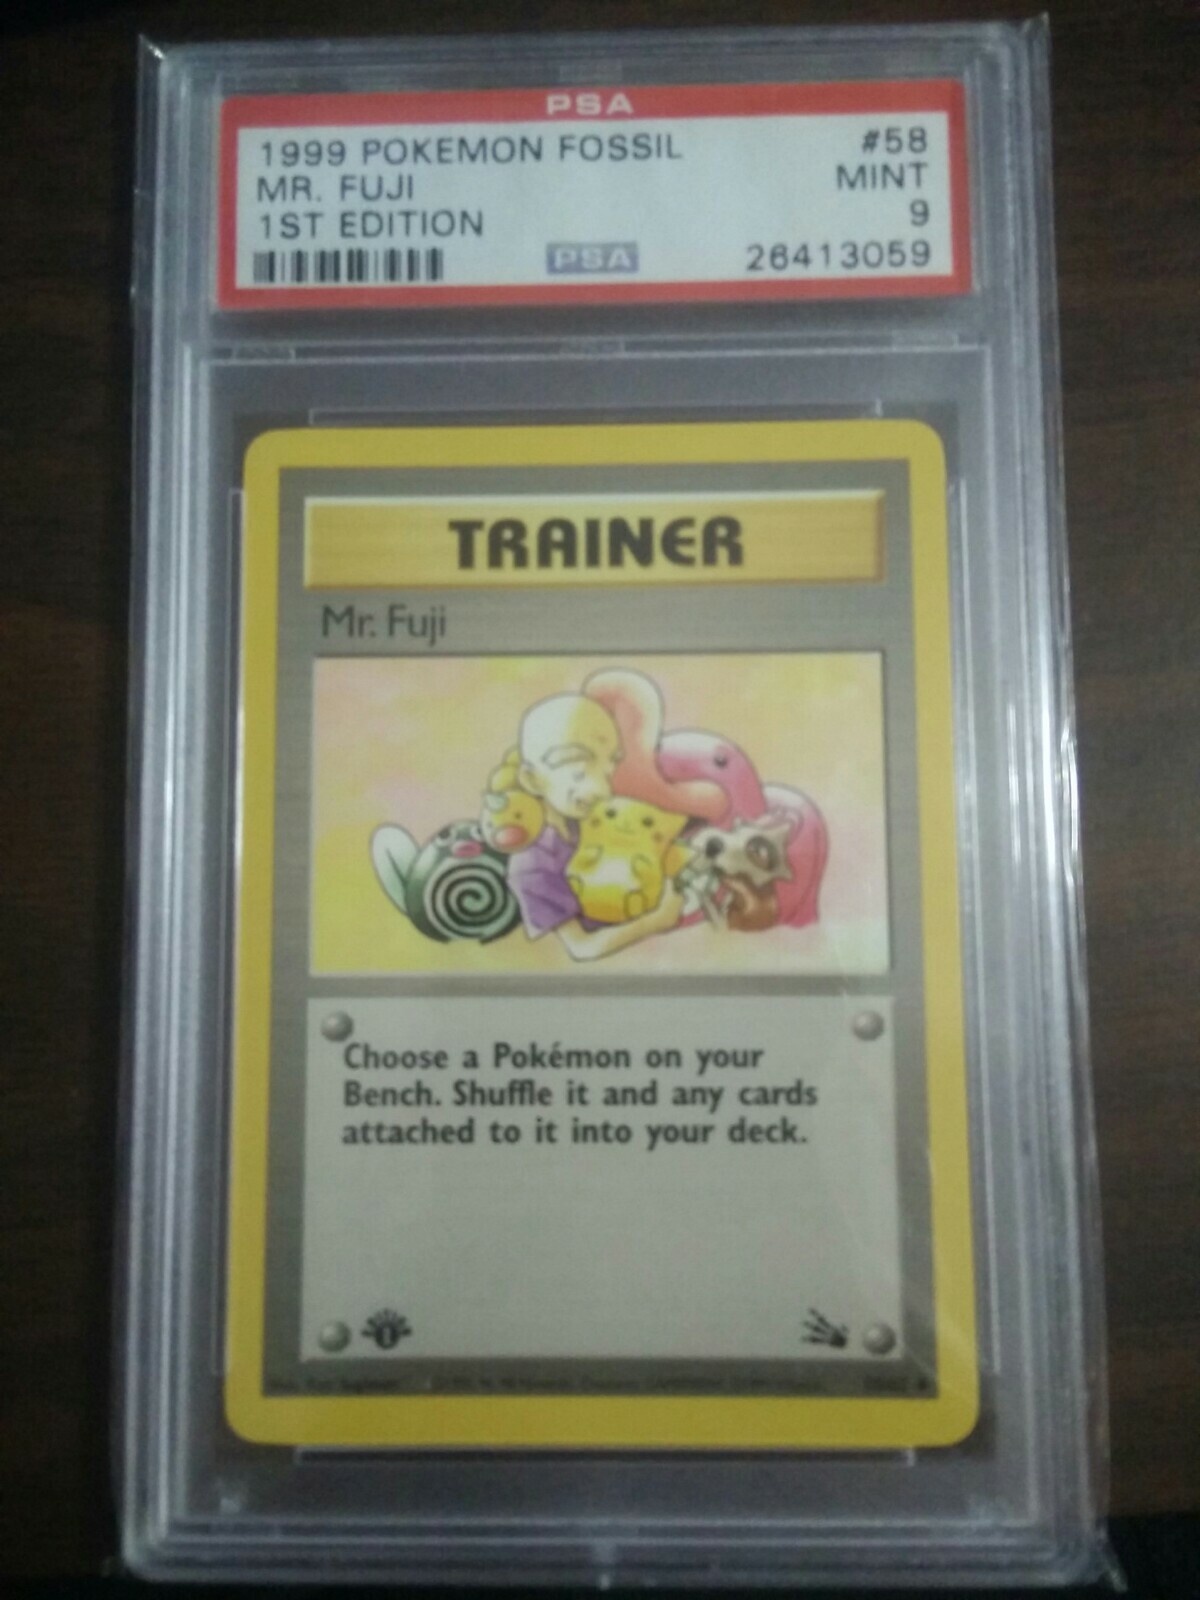 PSA
1999 POKEMON FOSSIL #58
MR. FUJI MINT
1ST EDITION 9
PSA 26413059
TRAINER
Mr. Fuji
Choose a Pokémon on your
Bench. Shuffle it and any cards
attached to it into your deck.
1